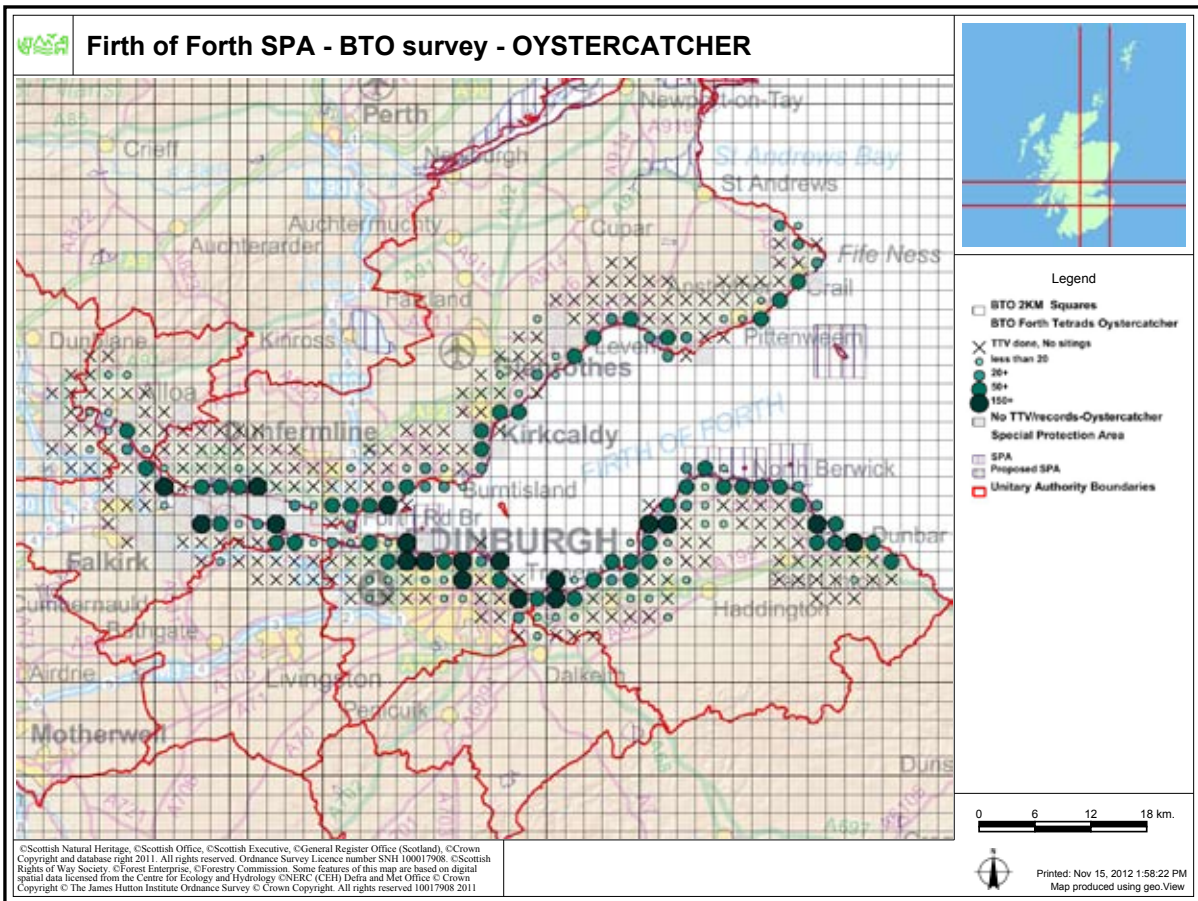 Firth of Forth SPA - BTO survey - OYSTERCATCHER
Perth
Newport-on-Tay
Crieff
Newburgh
St Andrews Bay
St Andrews
Auchtermuchty
Cupar
Auchterarder
Fife Ness
Crail
Falkland
Dunblane
Kinross
Leven
Pittenweem
Alloa
Dunfermline
Kirkcaldy
FIRTH OF FORTH
North Berwick
Burntisland
Forth Rd Br
EDINBURGH
Dunbar
Falkirk
Cumbernauld
Haddington
Bathgate
Airdrie
Livingston
Dalkeith
Penicuik
Motherwell
Duns
Legend
BTO 2KM Squares
BTO Forth Tetrads Oystercatcher
TTV done, No sitings
less than 20
20+
50+
150+
No TTV/records-Oystercatcher
Special Protection Area
SPA
Proposed SPA
Unitary Authority Boundaries
0 6 12 18 km.
Printed: Nov 15, 2012 1:58:22 PM
Map produced using geo.View
©Scottish Natural Heritage, ©Scottish Office, ©Scottish Executive, ©General Register Office (Scotland), ©Crown
Copyright and database right 2011. All rights reserved. Ordnance Survey Licence number SNH 100017908. ©Scottish
Rights of Way Society. ©Forest Enterprise, ©Forestry Commission. Some features of this map are based on digital
spatial data licensed from the Centre for Ecology and Hydrology ©NERC (CEH) Defra and Met Office © Crown
Copyright © The James Hutton Institute Ordnance Survey © Crown Copyright. All rights reserved 10017908 2011